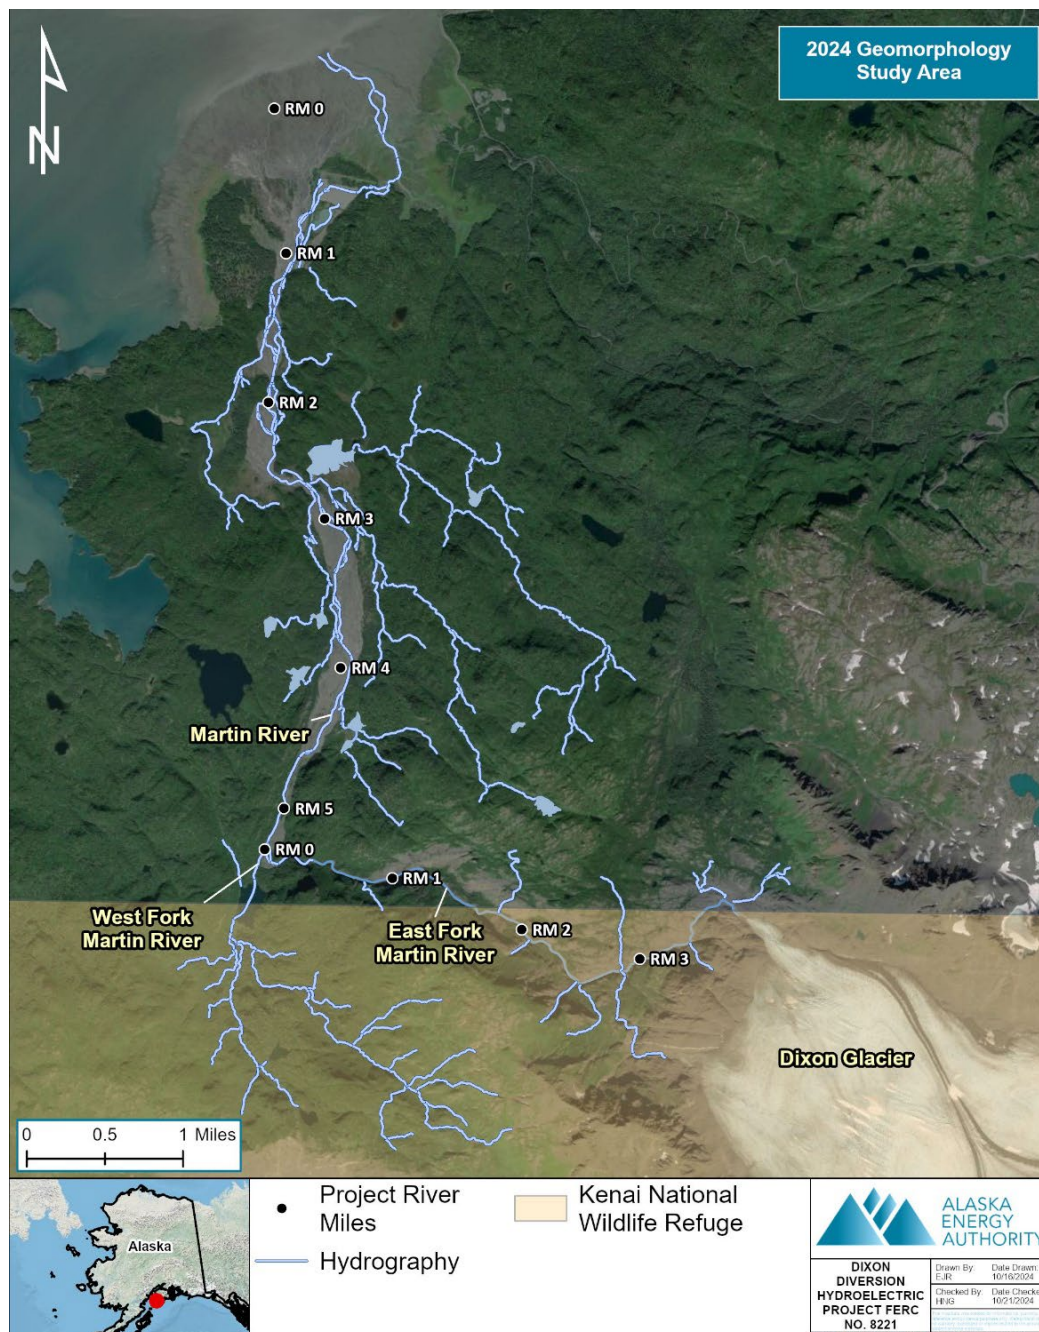 2024 Geomorphology
Study Area
N
RM 0
RM 1
RM 2
RM 3
RM 4
Martin River
RM 5
RM 0
RM 1
West Fork
Martin River
East Fork
Martin River
RM 2
RM 3
Dixon Glacier
0 0.5 1 Miles
Alaska
Project River
Miles
Hydrography
Kenai National
Wildlife Refuge
ALASKA
ENERGY
AUTHORITY
DIXON
DIVERSION
HYDROELECTRIC
PROJECT FERC
NO. 8221
Drawn By:
EJR
Date Drawn:
10/16/2024
Checked By:
HNG
Date Checke
10/21/2024